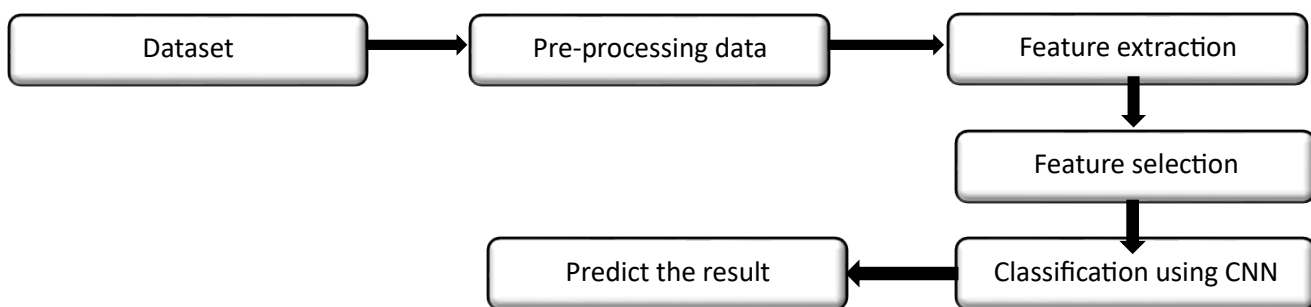 Dataset
Pre-processing data
Feature extraction
Feature selection
Classification using CNN
Predict the result